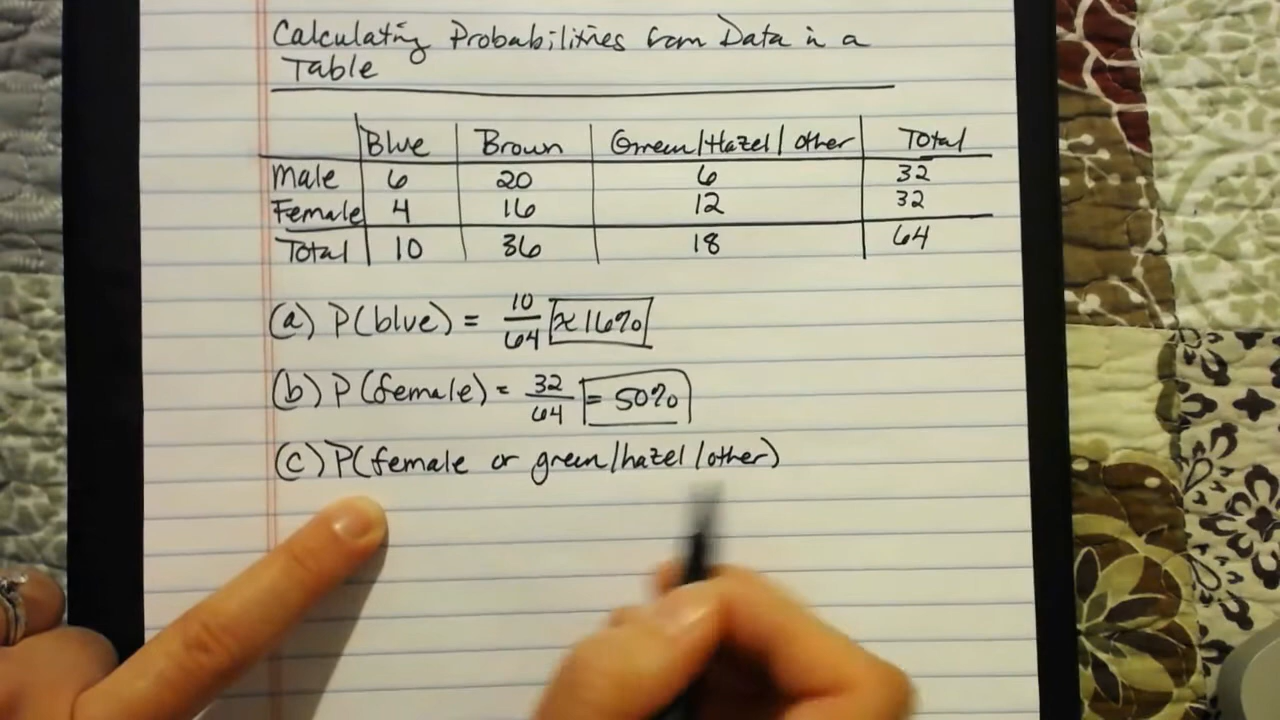 Calculating Probabilities from Data in a
Table
Blue Brown Green/Hazel/other Total
Male 6 20 6 32
Female 4 16 12 32
Total 10 36 18 64
(a) P(blue) = 10/64 ≈ 16%
(b) P(female) = 32/64 = 50%
(c) P(female or green/hazel/other)